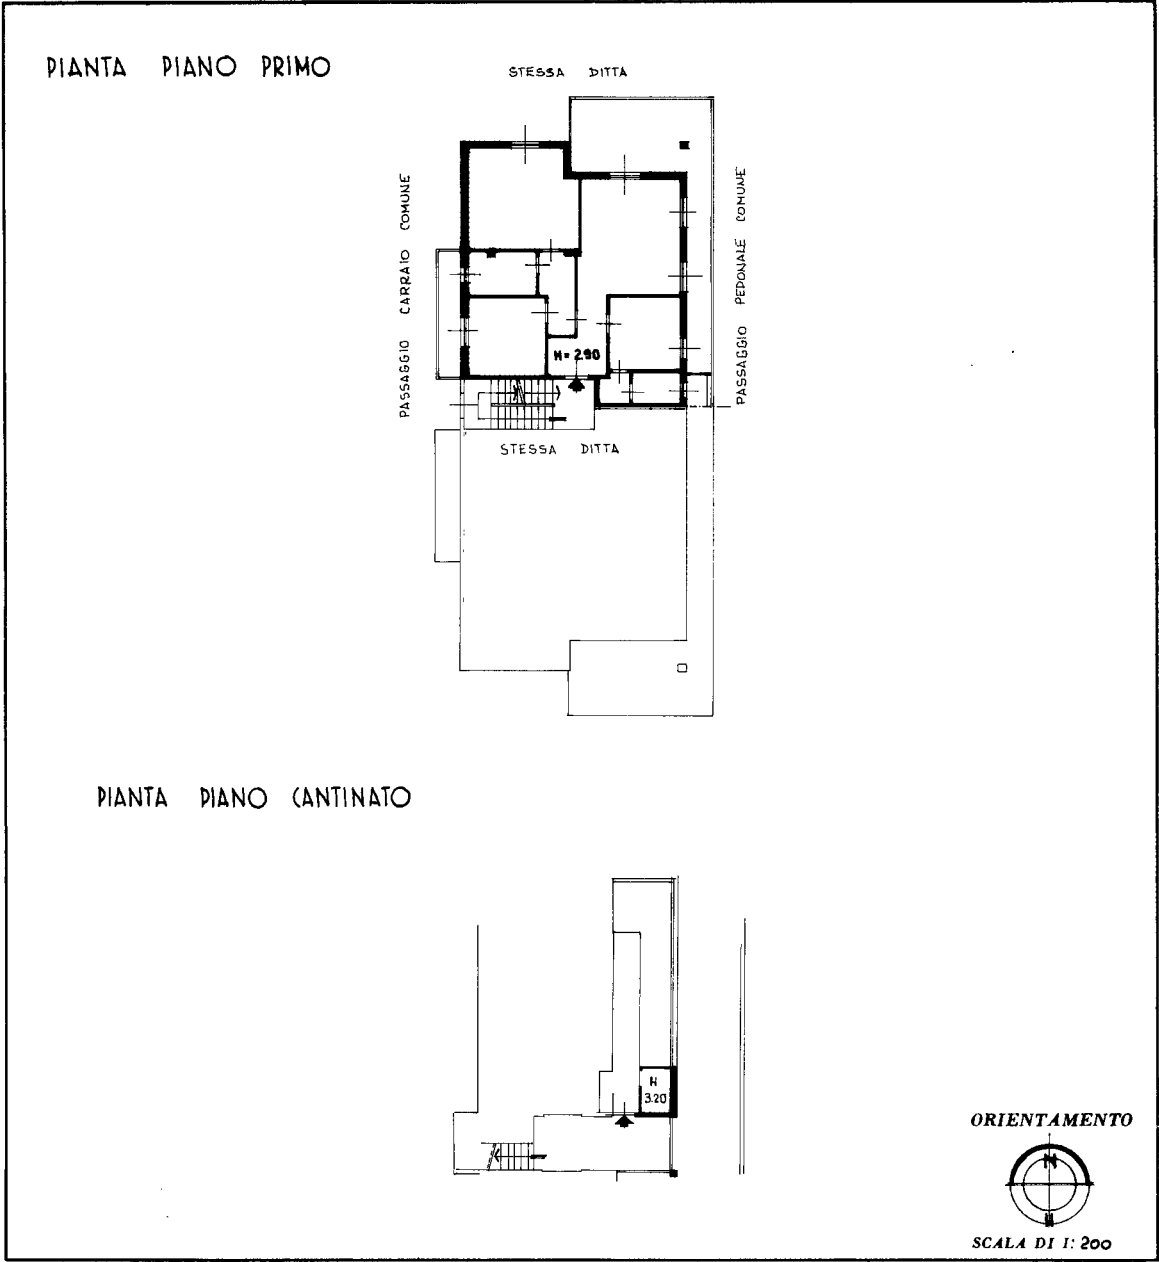 PIANTA PIANO PRIMO
STESSA DITTA
PASSAGGIO CARRAIO COMUNE
PASSAGGIO PEDONALE COMUNE
H = 2.90
STESSA DITTA
PIANTA PIANO CANTINATO
H
3.20
ORIENTAMENTO
N
SCALA DI 1: 200